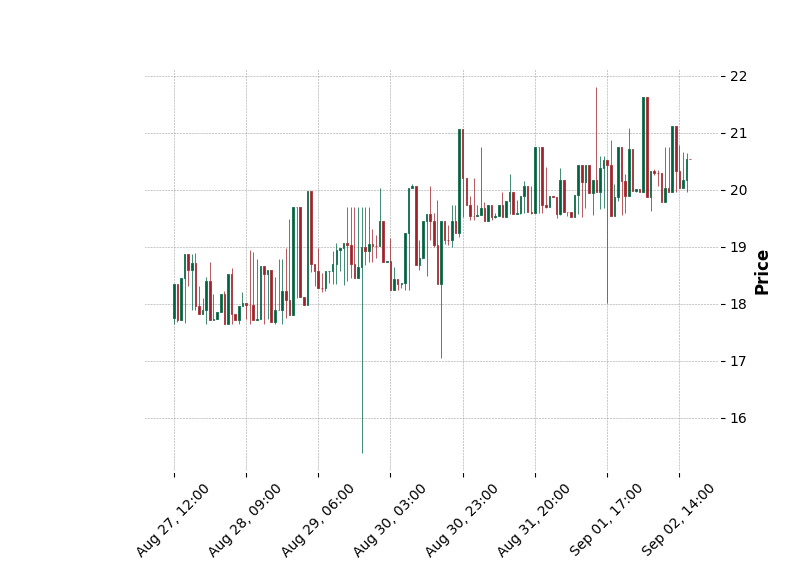 22
21
20
19
18
17
16
Price
Aug 27, 12:00
Aug 28, 09:00
Aug 29, 06:00
Aug 30, 03:00
Aug 30, 23:00
Aug 31, 20:00
Sep 01, 17:00
Sep 02, 14:00